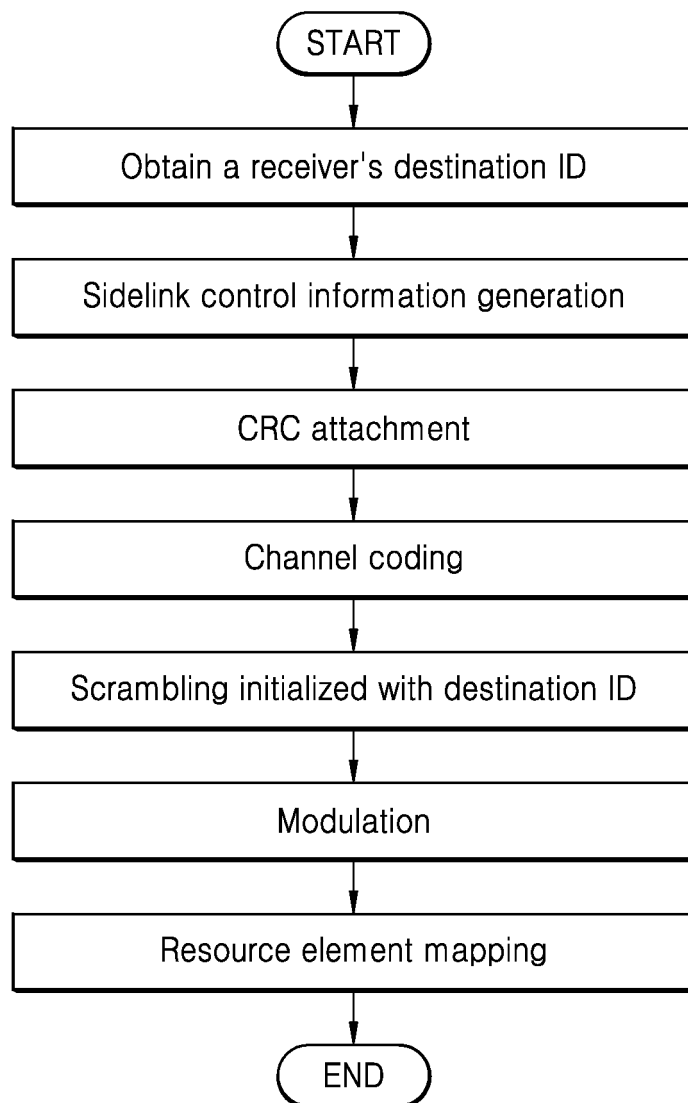 START
Obtain a receiver's destination ID
Sidelink control information generation
CRC attachment
Channel coding
Scrambling initialized with destination ID
Modulation
Resource element mapping
END